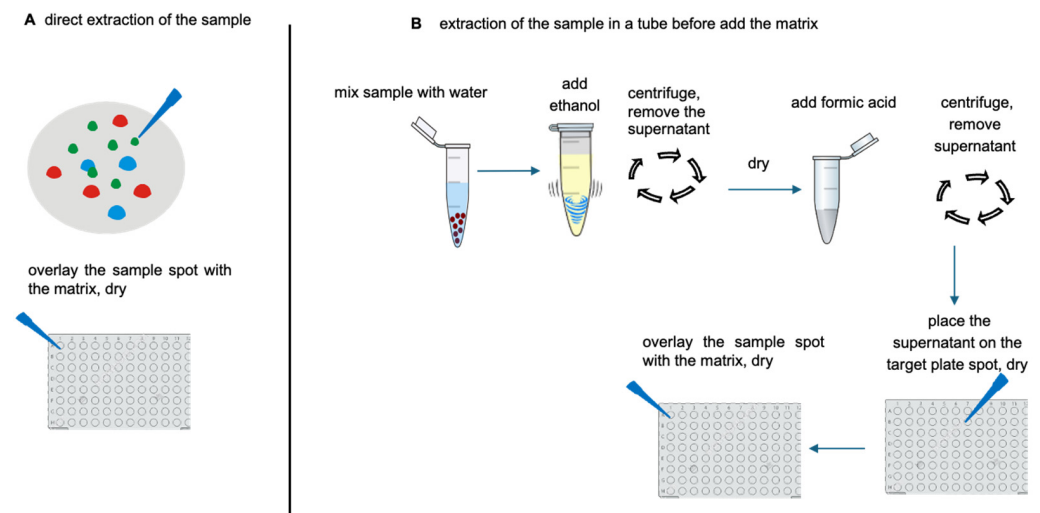 A direct extraction of the sample
overlay the sample spot with
the matrix, dry
B extraction of the sample in a tube before add the matrix
mix sample with water
add
ethanol
centrifuge,
remove the
supernatant
dry
add formic acid
centrifuge,
remove
supernatant
place the
supernatant on the
target plate spot, dry
overlay the sample spot
with the matrix, dry